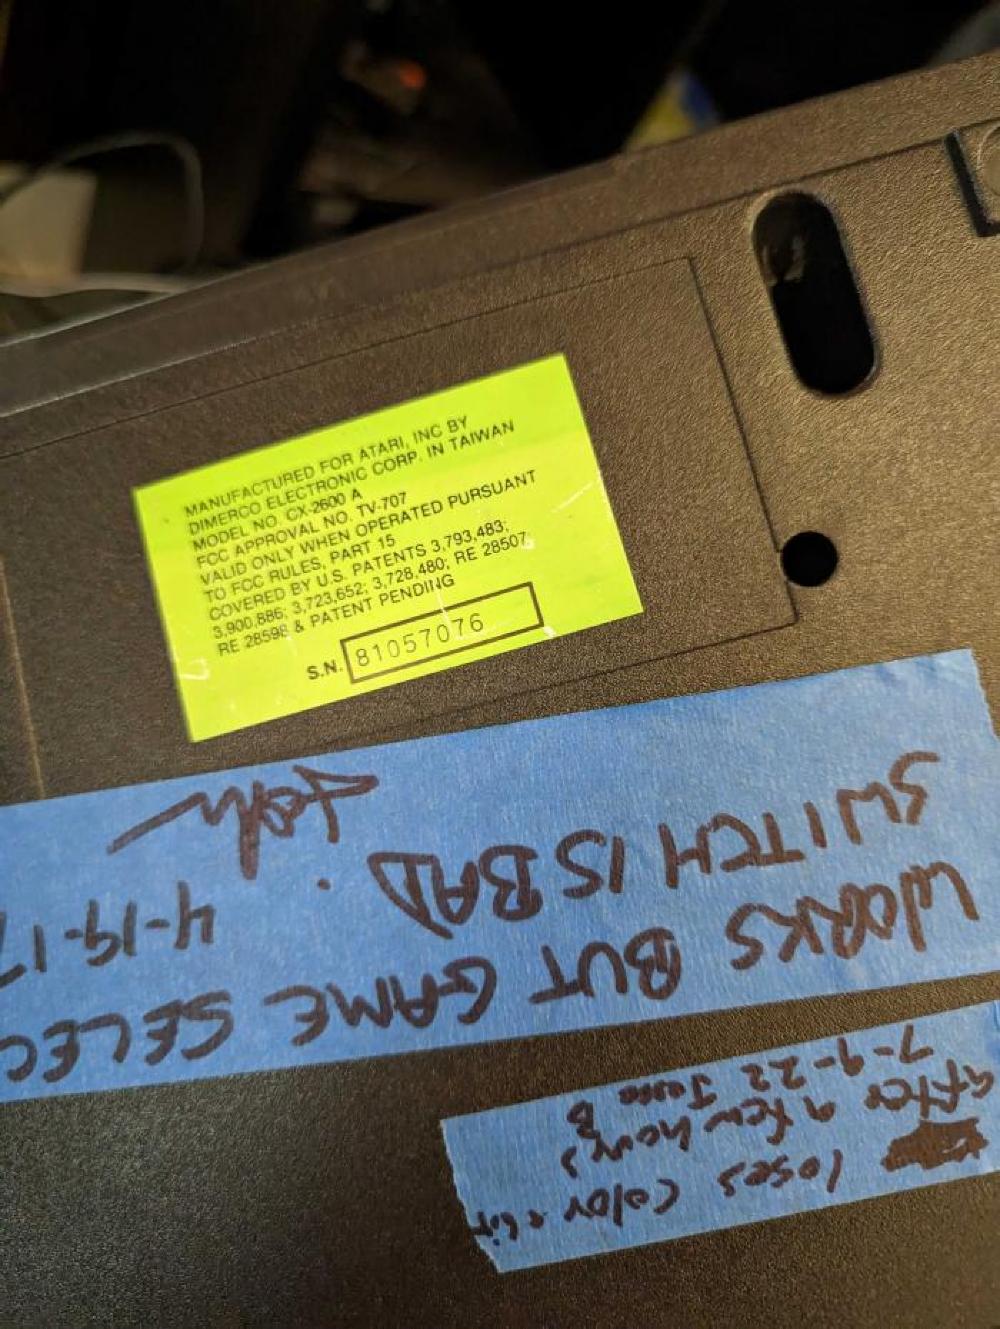 MANUFACTURED FOR ATARI, INC BY
DIMERCO ELECTRONIC CORP. IN TAIWAN
MODEL NO. CX-2600 A
FCC APPROVAL NO. TV-707
VALID ONLY WHEN OPERATED PURSUANT
TO FCC RULES, PART 15
COVERED BY U.S. PATENTS 3,793,483;
3,900,886; 3,723,652; 3,728,480; RE 28507,
RE 28598 & PATENT PENDING
S.N. 81057076
WORKS BUT GAME SELEC
SWITCH IS BAD
4-19-17
loses Color a bit
after a few hours
7-9-22 B